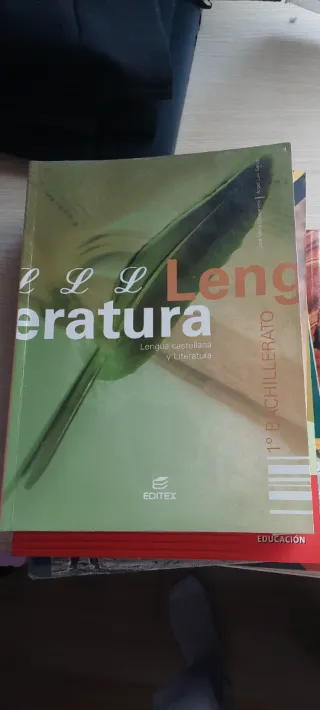 L L L Leng
eratura
Lengua castellana
y Literatura
1º BACHILLERATO
EDITEX
EDUCACIÓN